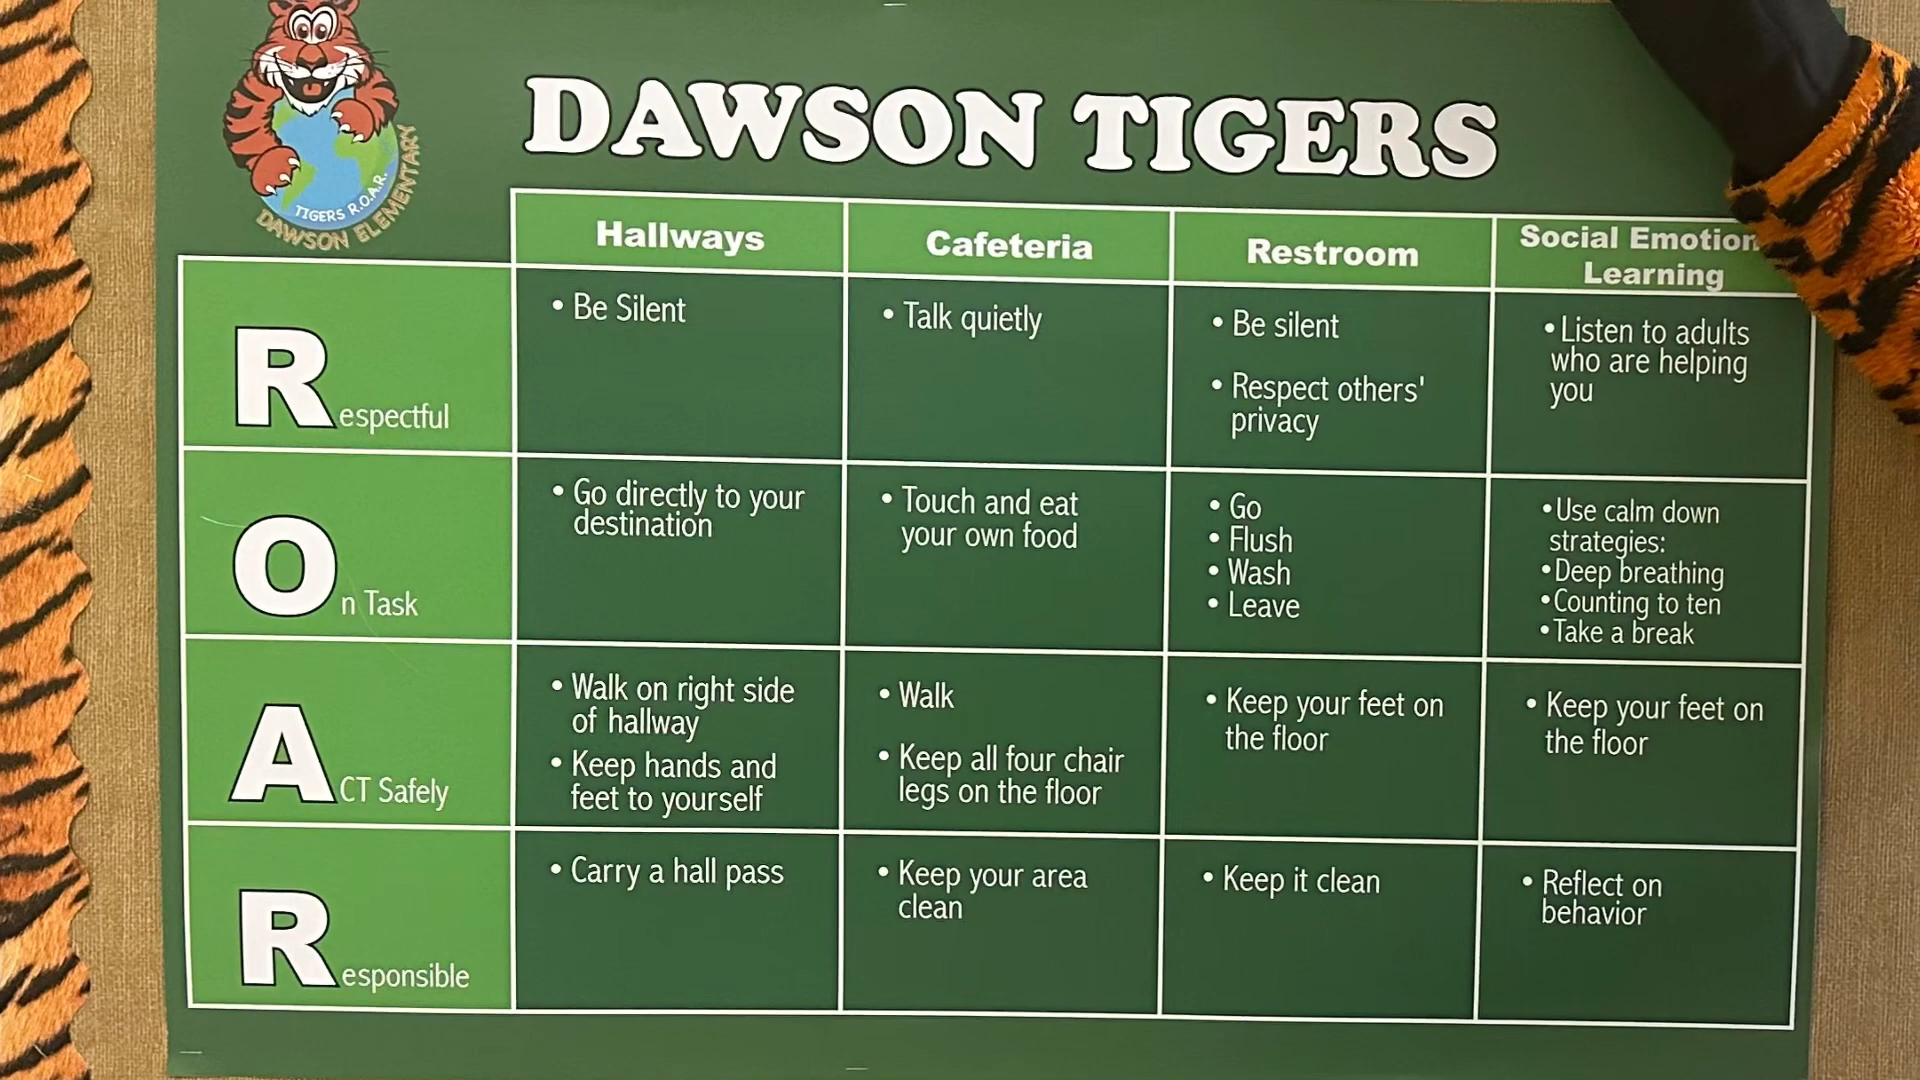 TIGERS R.O.A.R.
DAWSON ELEMENTARY
DAWSON TIGERS
Hallways
Cafeteria
Restroom
Social Emotion
Learning
Respectful
• Be Silent
• Talk quietly
• Be silent
• Respect others'
privacy
• Listen to adults
who are helping
you
On Task
• Go directly to your
destination
• Touch and eat
your own food
• Go
• Flush
• Wash
• Leave
• Use calm down
strategies:
• Deep breathing
• Counting to ten
• Take a break
ACT Safely
• Walk on right side
of hallway
• Keep hands and
feet to yourself
• Walk
• Keep all four chair
legs on the floor
• Keep your feet on
the floor
• Keep your feet on
the floor
Responsible
• Carry a hall pass
• Keep your area
clean
• Keep it clean
• Reflect on
behavior